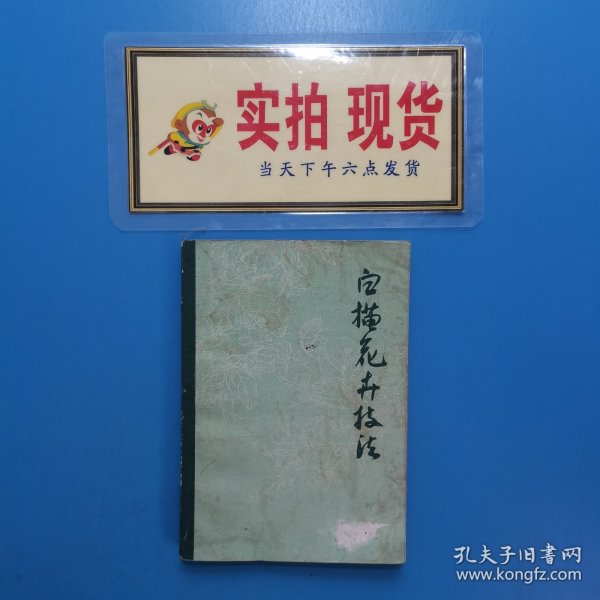 实拍 现货
当天下午六点发货
白描花卉技法
孔夫子旧书网
www.kongfz.com